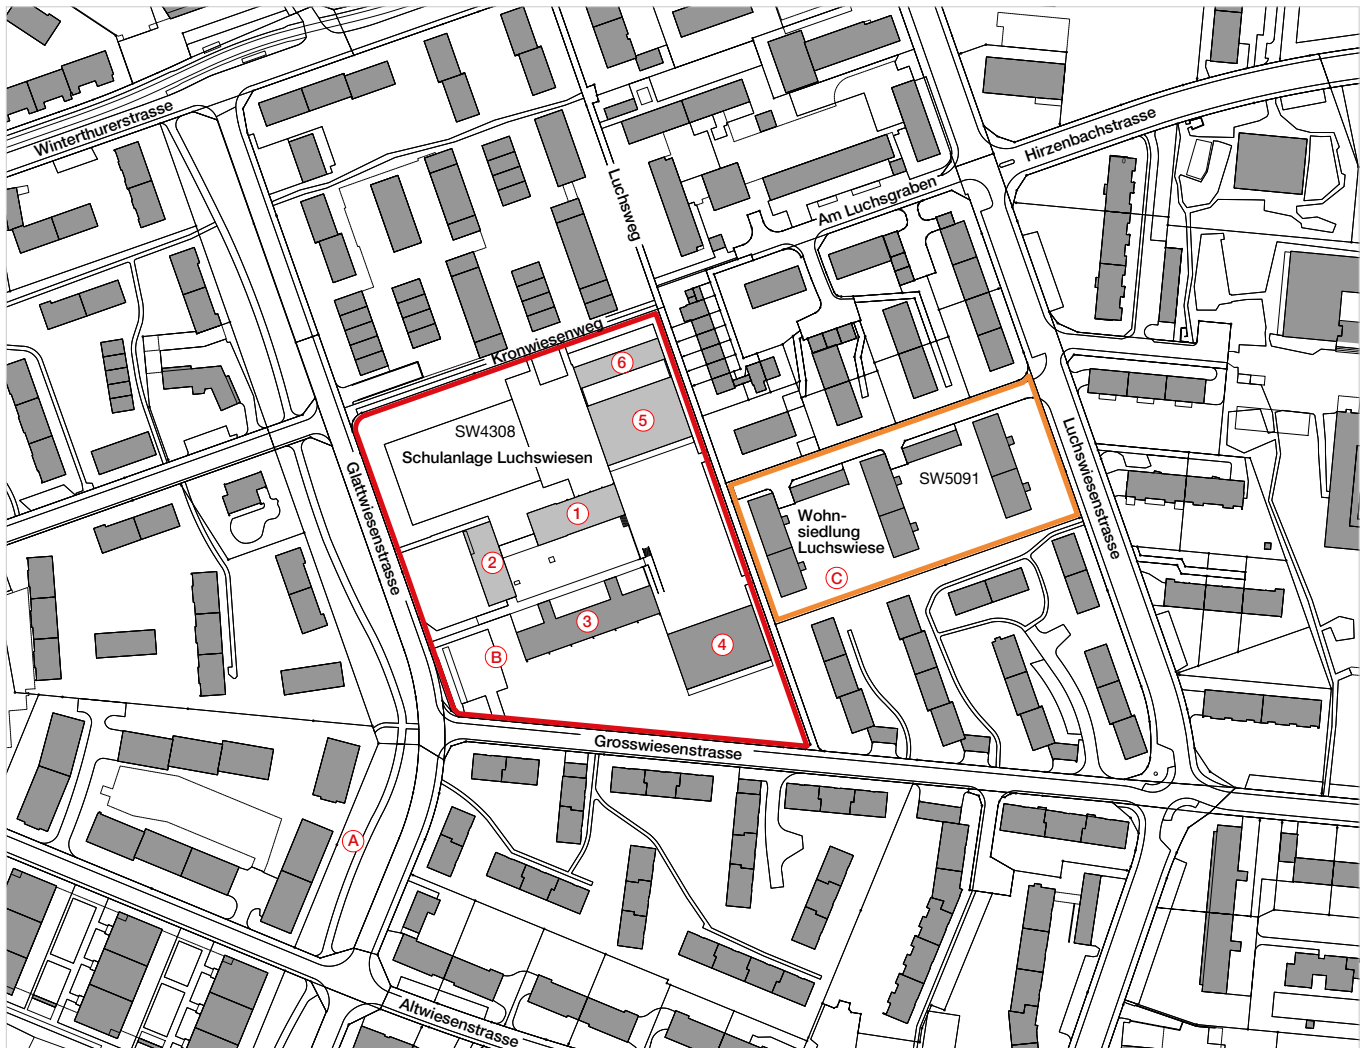 Winterthurerstrasse
Hirzenbachstrasse
Luchsweg
Am Luchsgraben
Kronwiesenweg
6
5
SW4308
Schulanlage Luchswiesen
Glattwiesenstrasse
Luchswiesenstrasse
SW5091
1
Wohn-
siedlung
Luchswiese
2
C
3
4
B
Grosswiesenstrasse
A
Altwiesenstrasse